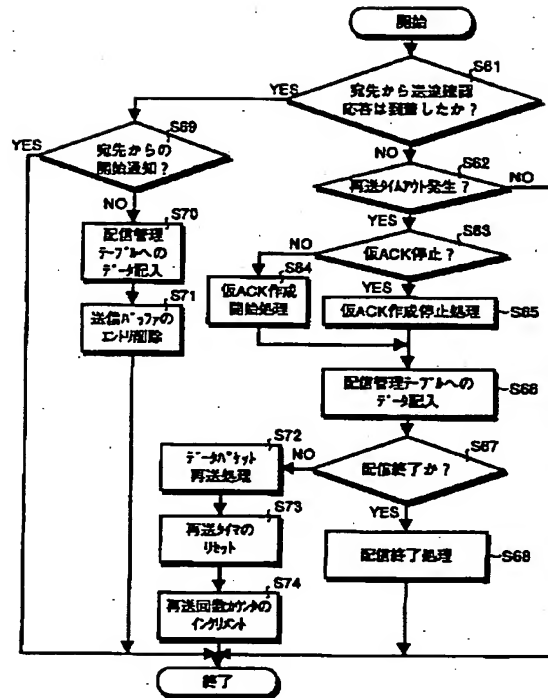 開始
S61
宛先から送達確認
応答は到着したか？
YES
NO
S69
宛先からの
開始通知？
YES
NO
S62
再送タイムアウト発生？
NO
YES
S70
配信管理
テーブルへの
データ記入
S63
仮ACK停止？
NO
YES
S64
仮ACK作成
開始処理
S65
仮ACK作成停止処理
S71
送信バッファの
エントリ削除
S66
配信管理テーブルへの
データ記入
S67
配信終了か？
NO
YES
S72
データパケット
再送処理
S73
再送タイマの
リセット
S68
配信終了処理
S74
再送回数カウンタの
インクリメント
終了